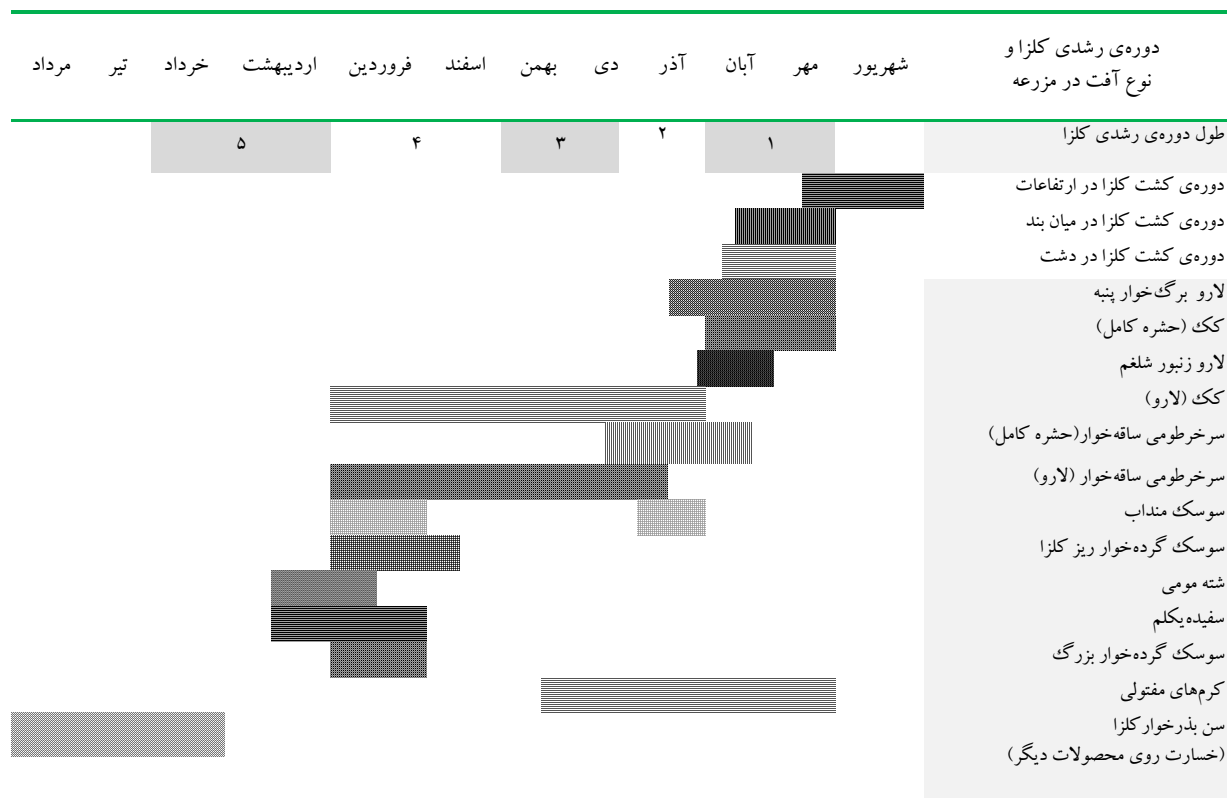 دوره‌ی رشدی کلزا و
نوع آفت در مزرعه
شهریور مهر آبان آذر دی بهمن اسفند فروردین اردیبهشت خرداد تیر مرداد
طول دوره‌ی رشدی کلزا ۱ ۲ ۳ ۴ ۵
دوره‌ی کشت کلزا در ارتفاعات
دوره‌ی کشت کلزا در میان بند
دوره‌ی کشت کلزا در دشت
لارو برگ‌خوار پنبه
کک (حشره کامل)
لارو زنبور شلغم
کک (لارو)
سرخرطومی ساقه‌خوار(حشره کامل)
سرخرطومی ساقه‌خوار (لارو)
سوسک منداب
سوسک گرده‌خوار ریز کلزا
شته مومی
سفیده‌یکلم
سوسک گرده‌خوار بزرگ
کرم‌های مفتولی
سن بذرخوارکلزا
(خسارت روی محصولات دیگر)